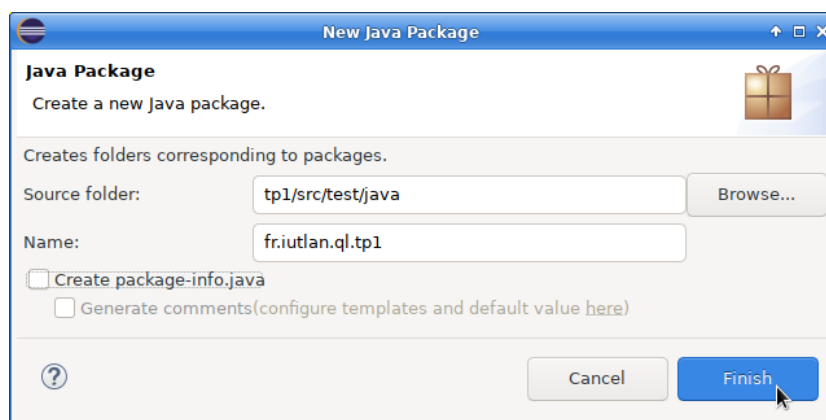 New Java Package
Java Package
Create a new Java package.
Creates folders corresponding to packages.
Source folder: tp1/src/test/java Browse...
Name: fr.iutlan.ql.tp1
Create package-info.java
Generate comments(configure templates and default value here)
? Cancel Finish